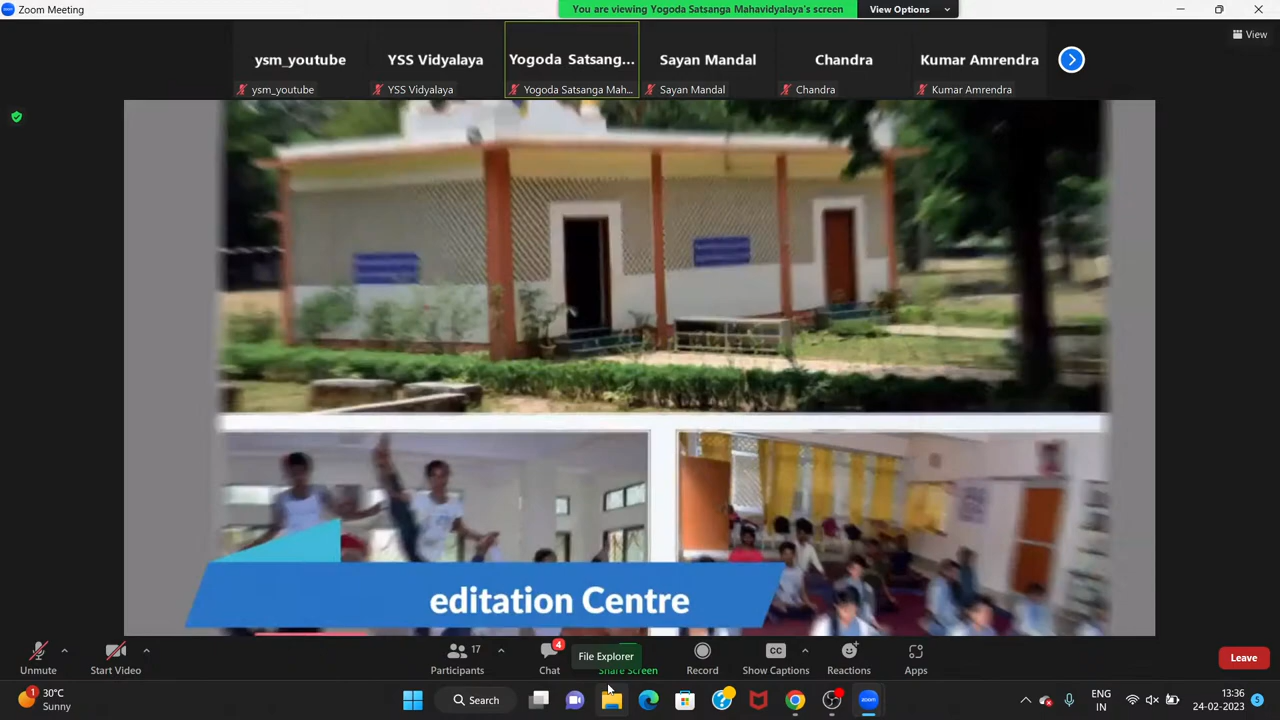 Zoom Meeting
You are viewing Yogoda Satsanga Mahavidyalaya's screen
View Options
View
ysm_youtube
YSS Vidyalaya
Yogoda Satsang...
Sayan Mandal
Chandra
Kumar Amrendra
ysm_youtube
YSS Vidyalaya
Yogoda Satsanga Mah...
Sayan Mandal
Chandra
Kumar Amrendra
editation Centre
Unmute
Start Video
17
Participants
4
Chat
File Explorer
Share Screen
Record
CC
Show Captions
Reactions
Apps
Leave
1
30°C
Sunny
Search
ENG
IN
13:36
24-02-2023
5